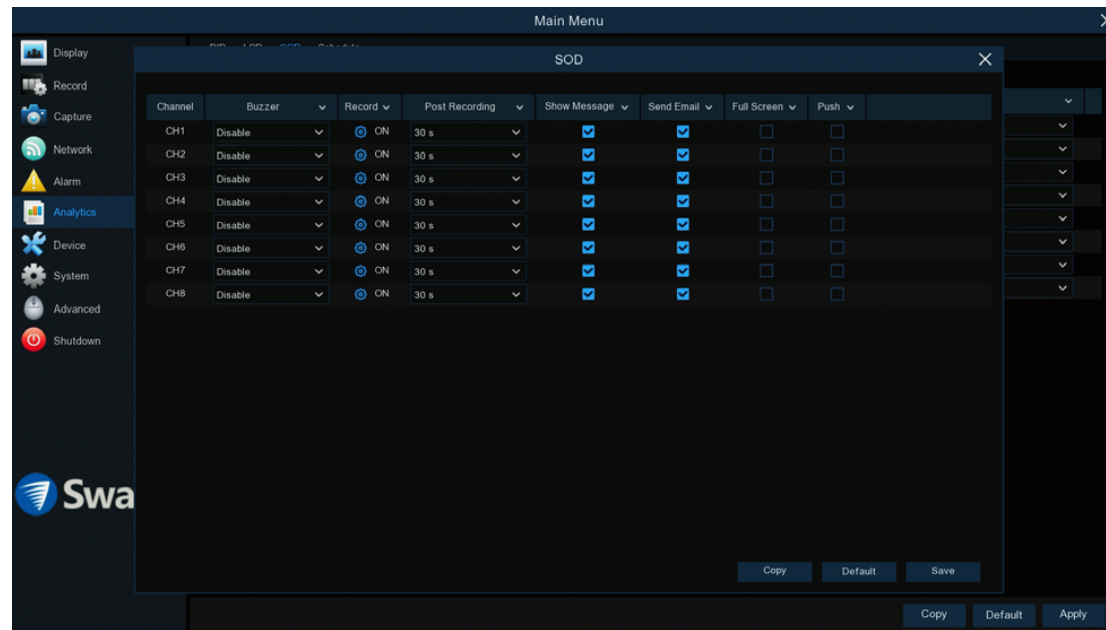 Main Menu
Display
Record
Capture
Network
Alarm
Analytics
Device
System
Advanced
Shutdown
Swa
SOD
Channel Buzzer Record Post Recording Show Message Send Email Full Screen Push
CH1 Disable ON 30 s
CH2 Disable ON 30 s
CH3 Disable ON 30 s
CH4 Disable ON 30 s
CH5 Disable ON 30 s
CH6 Disable ON 30 s
CH7 Disable ON 30 s
CH8 Disable ON 30 s
Copy Default Save
Copy Default Apply